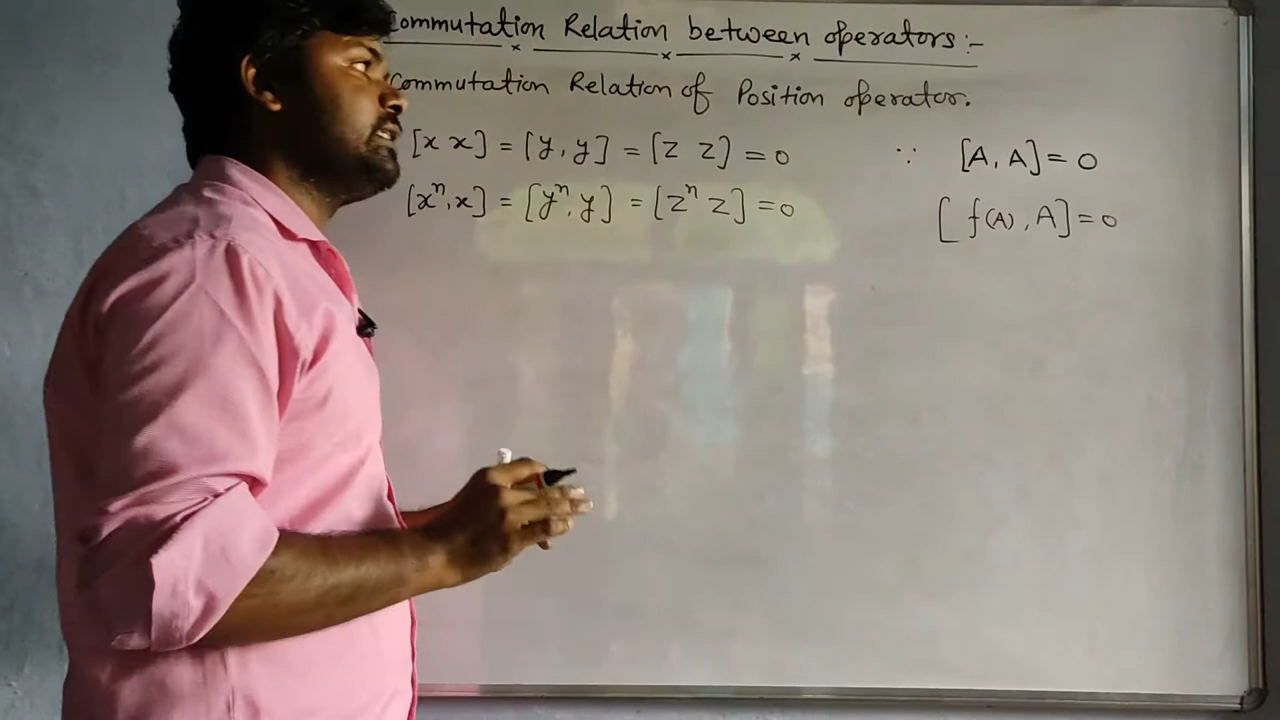 Commutation Relation between operators:-
Commutation Relation of Position operator.
[x x] = [y, y] = [z z] = 0 ∵ [A, A] = 0
[xⁿ, x] = [yⁿ, y] = [zⁿ z] = 0 [f(A), A] = 0